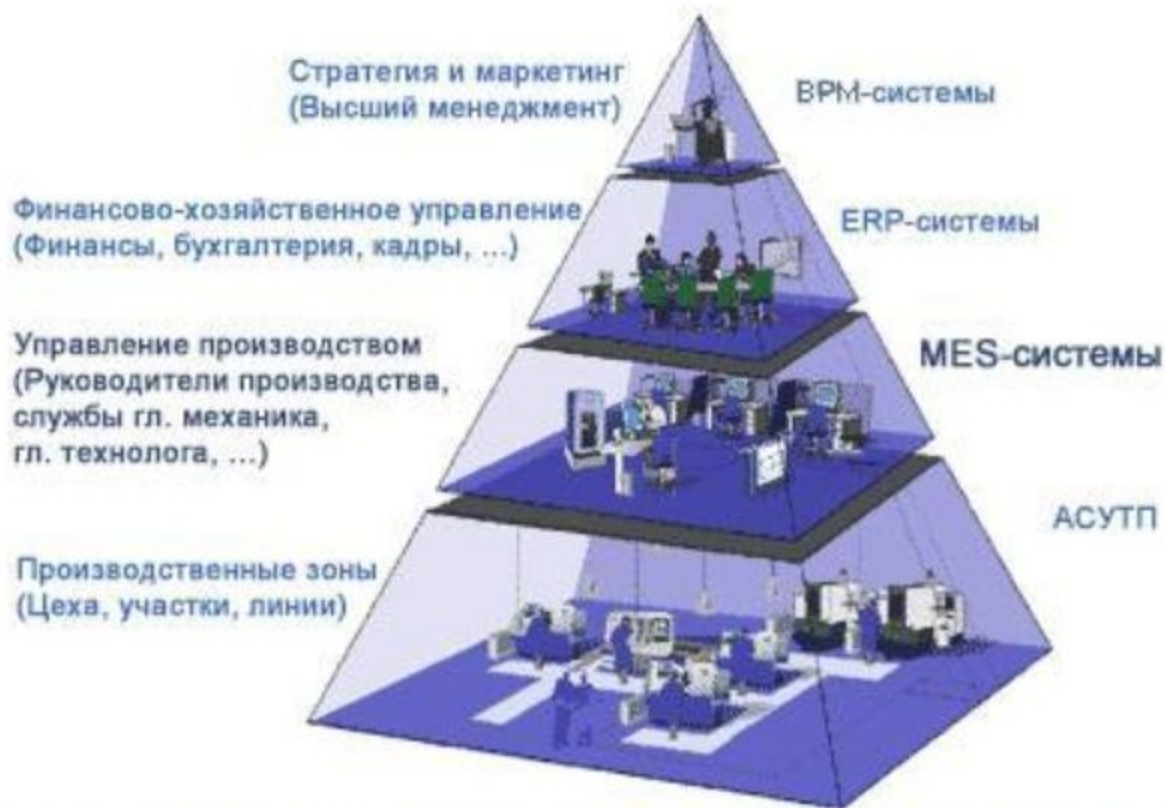 Стратегия и маркетинг
(Высший менеджмент)
BPM-системы
Финансово-хозяйственное управление
(Финансы, бухгалтерия, кадры, ...)
ERP-системы
Управление производством
(Руководители производства,
службы гл. механика,
гл. технолога, ...)
MES-системы
АСУТП
Производственные зоны
(Цеха, участки, линии)